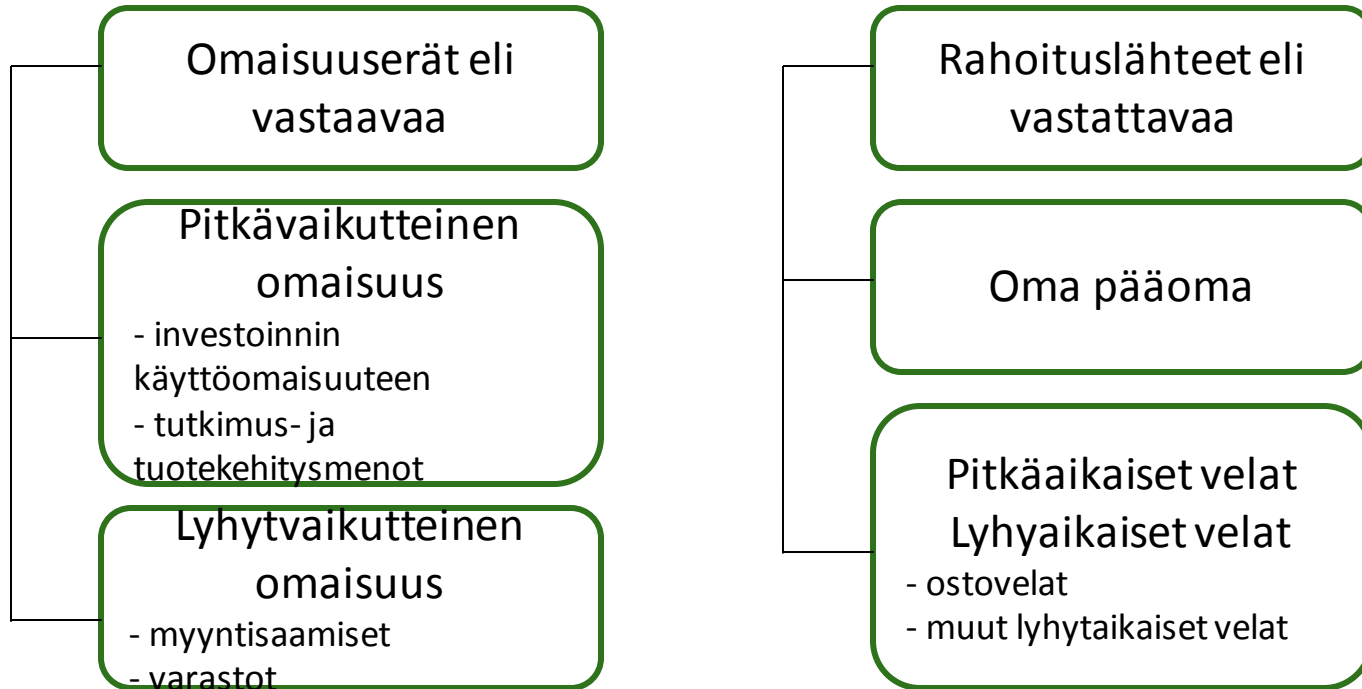 Omaisuuserät eli
vastaavaa
Pitkävaikutteinen
omaisuus
- investoinnin
käyttöomaisuuteen
- tutkimus- ja
tuotekehitysmenot
Lyhytvaikutteinen
omaisuus
- myyntisaamiset
- varastot
Rahoituslähteet eli
vastattavaa
Oma pääoma
Pitkäaikaiset velat
Lyhyaikaiset velat
- ostovelat
- muut lyhytaikaiset velat